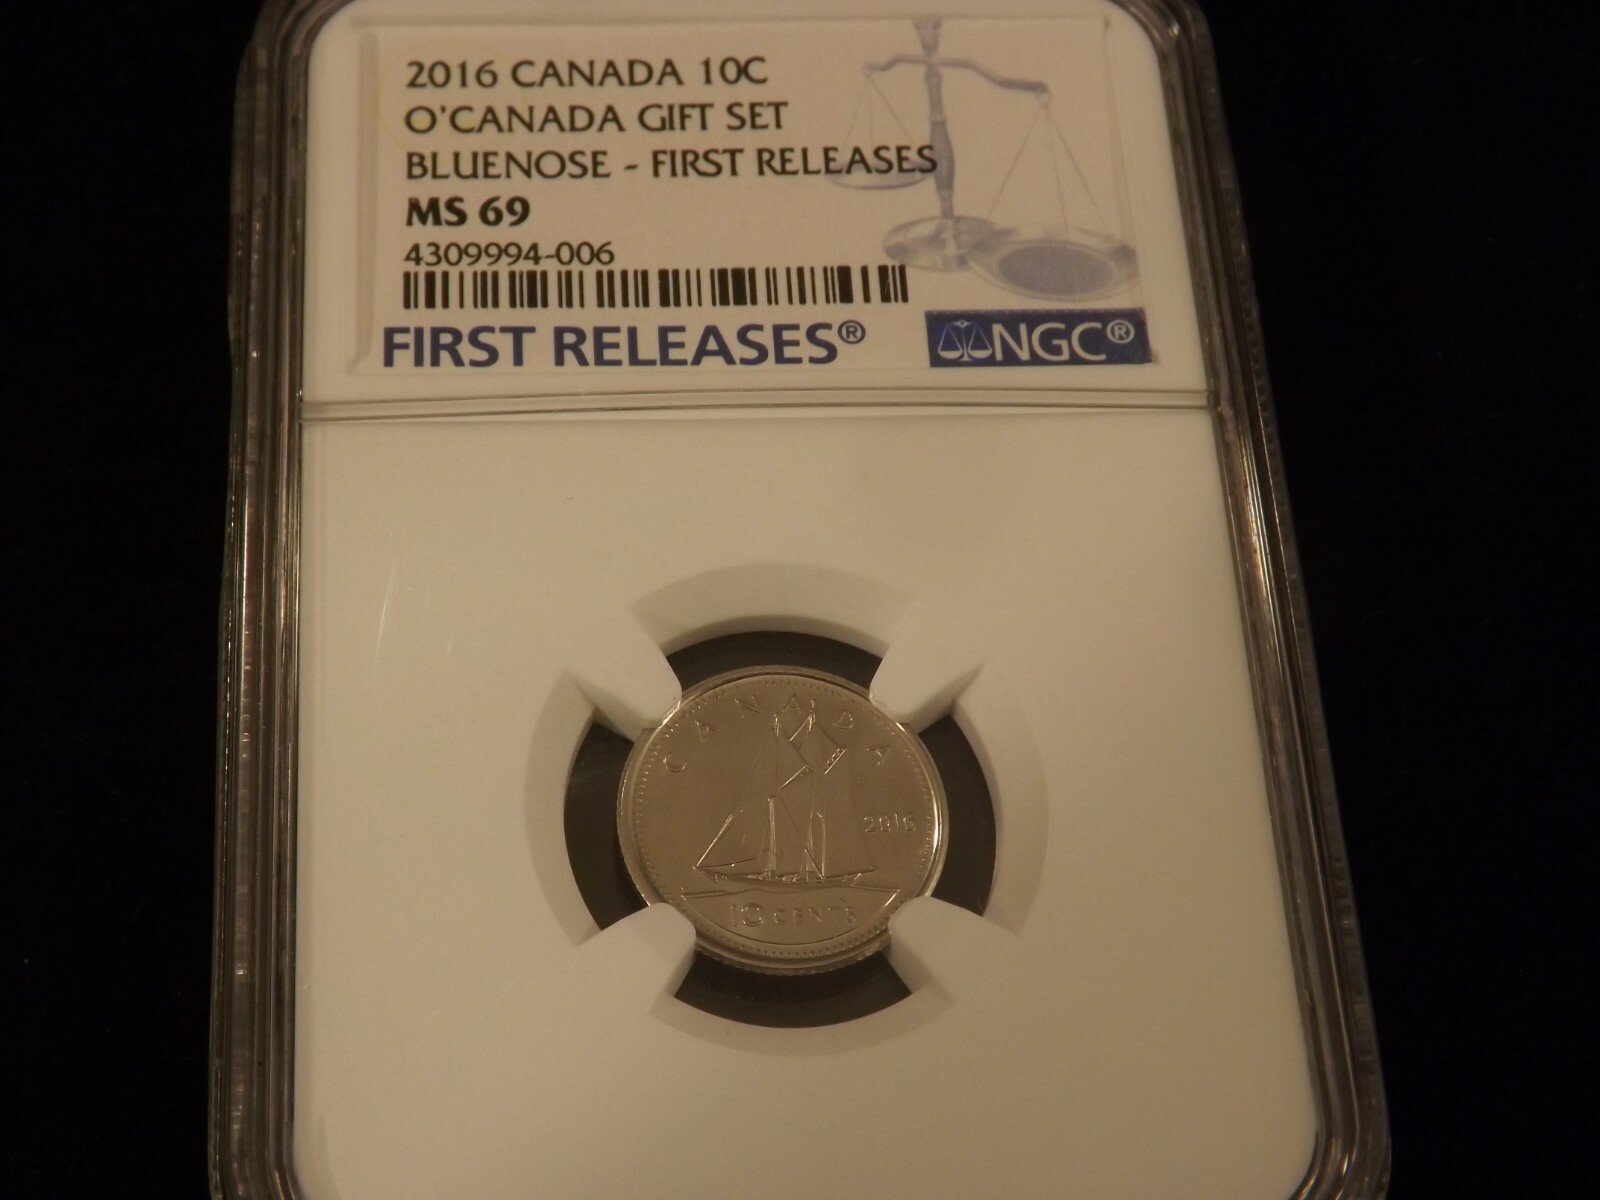 2016 CANADA 10C
O'CANADA GIFT SET
BLUENOSE - FIRST RELEASES
MS 69
4309994-006
FIRST RELEASES®
NGC®
CANADA
2016
10 CENTS